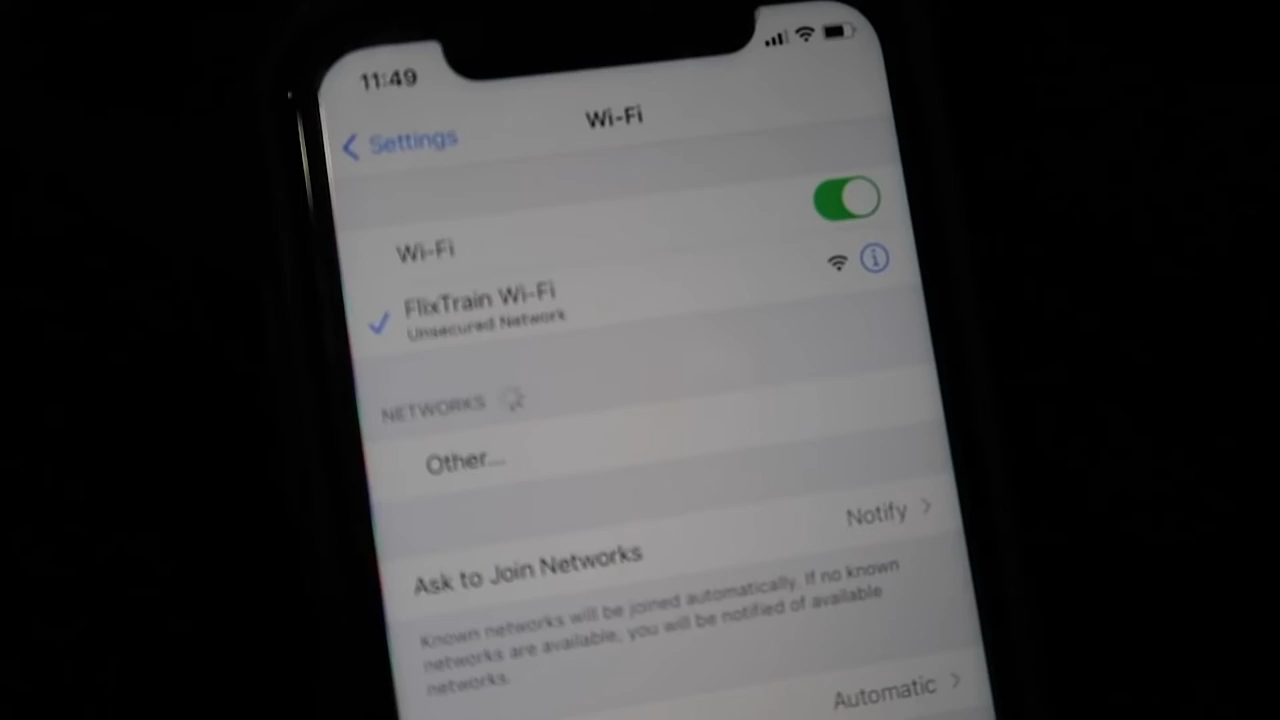 11:49
Settings
Wi-Fi
Wi-Fi
FlixTrain Wi-Fi
Unsecured Network
NETWORKS
Other...
Ask to Join Networks
Notify
Known networks will be joined automatically. If no known
networks are available, you will be notified of available
networks.
Automatic